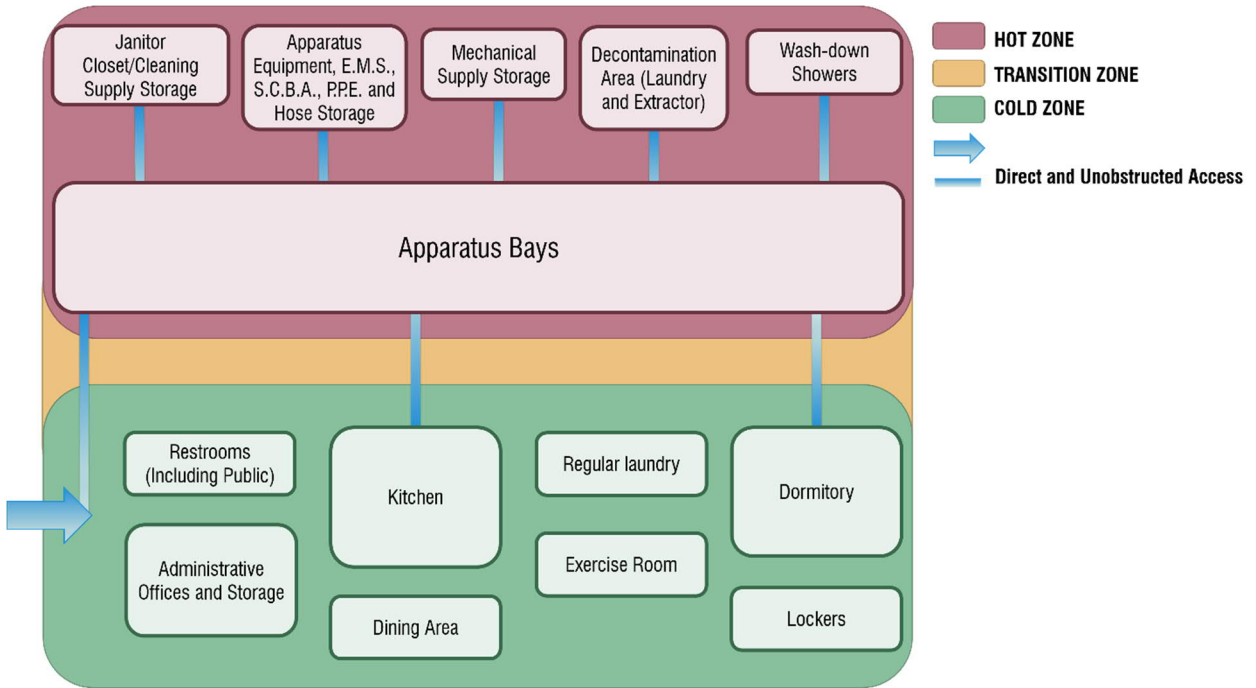 Janitor
Closet/Cleaning
Supply Storage
Apparatus
Equipment, E.M.S.,
S.C.B.A., P.P.E. and
Hose Storage
Mechanical
Supply Storage
Decontamination
Area (Laundry
and Extractor)
Wash-down
Showers
HOT ZONE
TRANSITION ZONE
COLD ZONE
Direct and Unobstructed Access
Apparatus Bays
Restrooms
(Including Public)
Kitchen
Regular laundry
Dormitory
Administrative
Offices and Storage
Exercise Room
Dining Area
Lockers